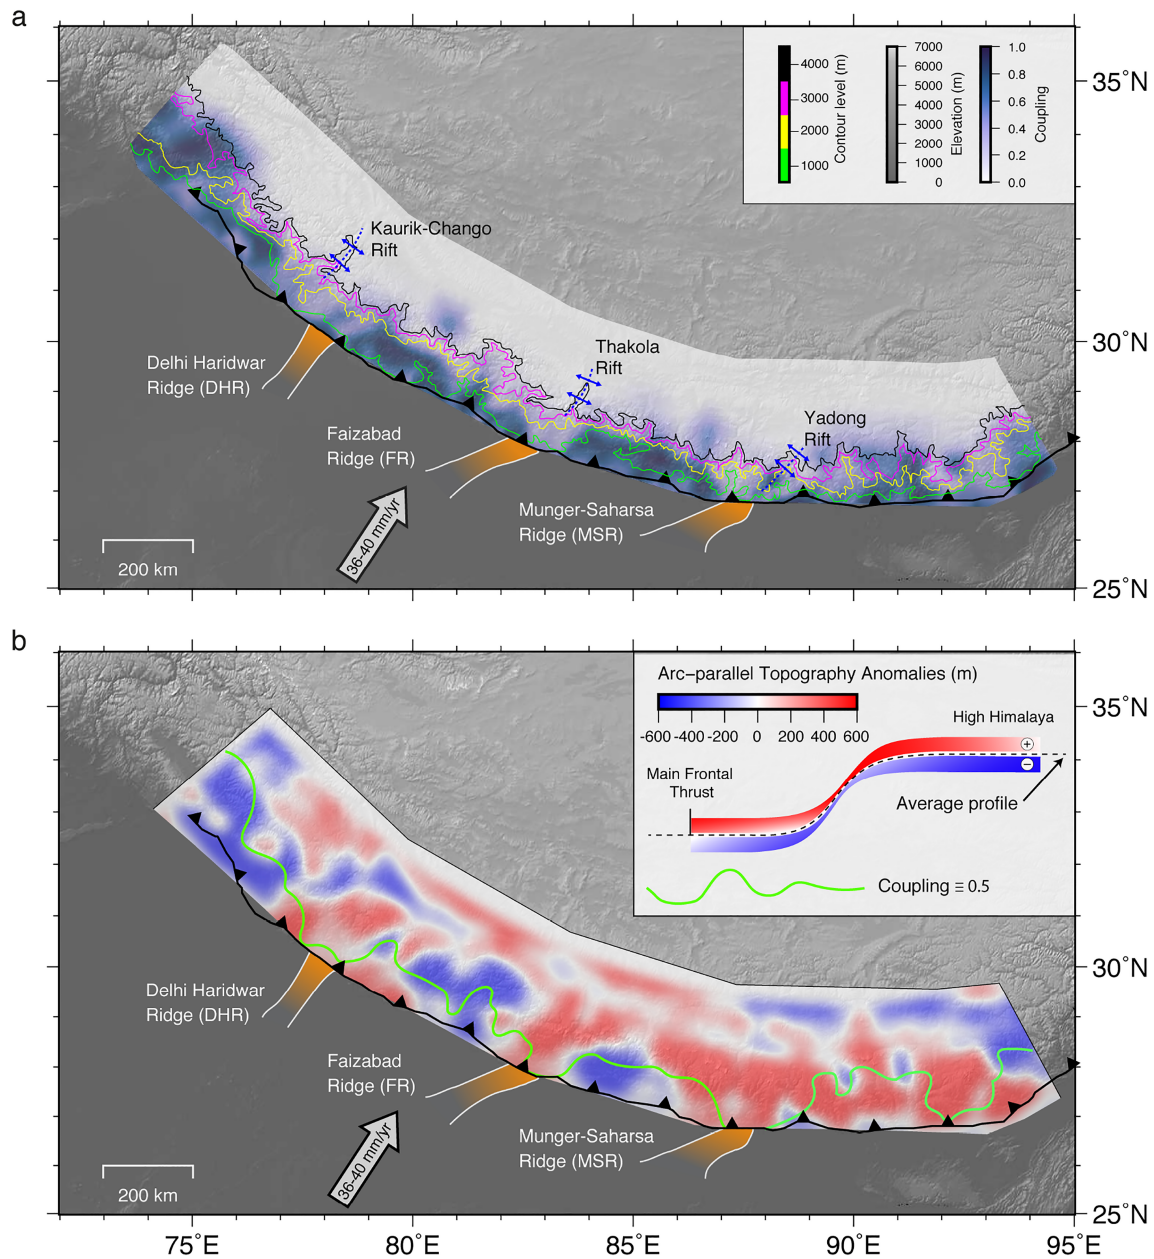 a
4000
3000
2000
1000
Contour level (m)
7000
6000
5000
4000
3000
2000
1000
0
Elevation (m)
1.0
0.8
0.6
0.4
0.2
0.0
Coupling
35°N
30°N
25°N
Kaurik-Chango
Rift
Thakola
Rift
Yadong
Rift
Delhi Haridwar
Ridge (DHR)
Faizabad
Ridge (FR)
Munger-Saharsa
Ridge (MSR)
36-40 mm/yr
200 km
b
Arc-parallel Topography Anomalies (m)
-600 -400 -200 0 200 400 600
High Himalaya
+
−
Main Frontal
Thrust
Average profile
Coupling ≡ 0.5
35°N
30°N
25°N
Delhi Haridwar
Ridge (DHR)
Faizabad
Ridge (FR)
Munger-Saharsa
Ridge (MSR)
36-40 mm/yr
200 km
75°E 80°E 85°E 90°E 95°E